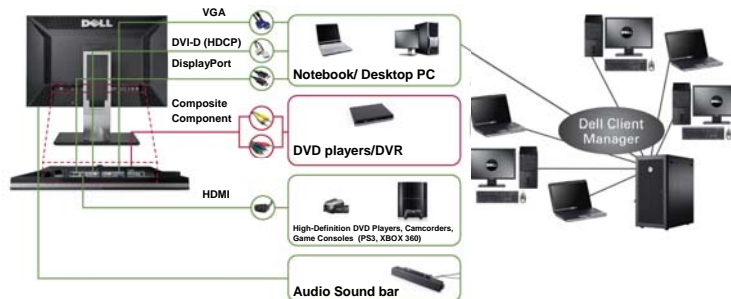 DELL
VGA
DVI-D (HDCP)
DisplayPort
Notebook/ Desktop PC
Composite
Component
DVD players/DVR
HDMI
High-Definition DVD Players, Camcorders,
Game Consoles (PS3, XBOX 360)
Audio Sound bar
Dell Client
Manager